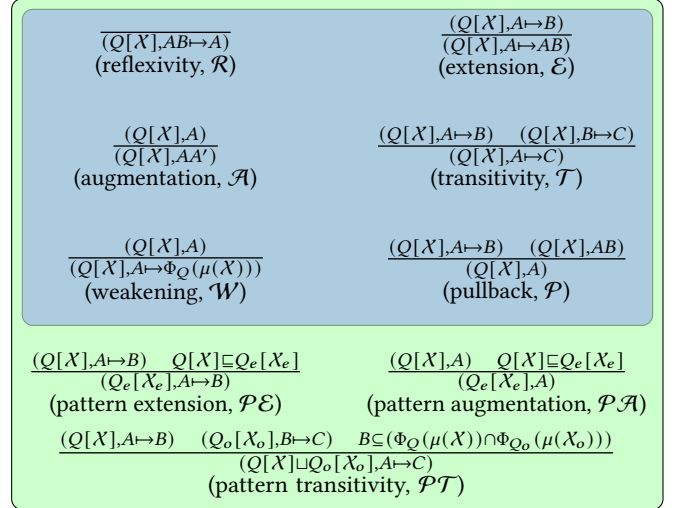 (Q[𝒳],AB↦A)
(reflexivity, ℛ)
(Q[𝒳],A↦B)
(Q[𝒳],A↦AB)
(extension, ℰ)
(Q[𝒳],A)
(Q[𝒳],AA′)
(augmentation, 𝒜)
(Q[𝒳],A↦B) (Q[𝒳],B↦C)
(Q[𝒳],A↦C)
(transitivity, 𝒯)
(Q[𝒳],A)
(Q[𝒳],A↦Φ_Q(μ(𝒳)))
(weakening, 𝒲)
(Q[𝒳],A↦B) (Q[𝒳],AB)
(Q[𝒳],A)
(pullback, 𝒫)
(Q[𝒳],A↦B) Q[𝒳]⊑Q_e[𝒳_e]
(Q_e[𝒳_e],A↦B)
(pattern extension, 𝒫ℰ)
(Q[𝒳],A) Q[𝒳]⊑Q_e[𝒳_e]
(Q_e[𝒳_e],A)
(pattern augmentation, 𝒫𝒜)
(Q[𝒳],A↦B) (Q_o[𝒳_o],B↦C) B⊆(Φ_Q(μ(𝒳))∩Φ_{Q_o}(μ(𝒳_o)))
(Q[𝒳]⊔Q_o[𝒳_o],A↦C)
(pattern transitivity, 𝒫𝒯)